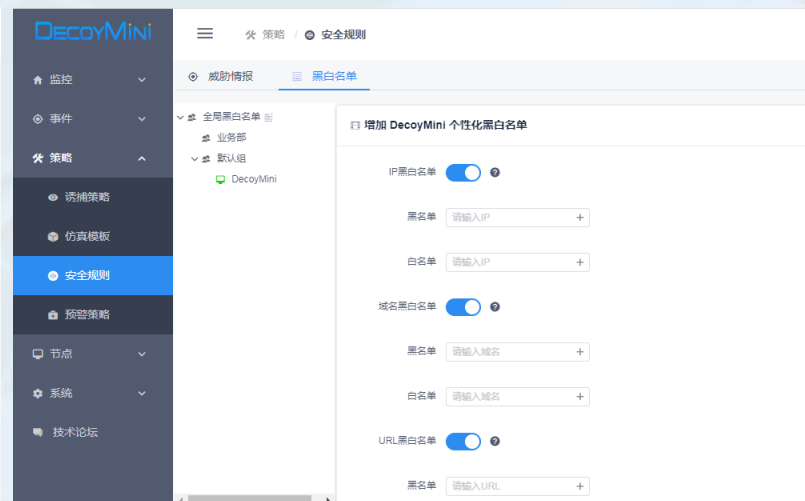 DECOYMINI
策略 / 安全规则
监控
事件
策略
诱捕策略
仿真模板
安全规则
预警策略
节点
系统
技术论坛
威胁情报
黑白名单
全局黑白名单
业务部
默认组
DecoyMini
增加 DecoyMini 个性化黑白名单
IP黑白名单
黑名单 请输入IP +
白名单 请输入IP +
域名黑白名单
黑名单 请输入域名 +
白名单 请输入域名 +
URL黑白名单
黑名单 请输入URL +